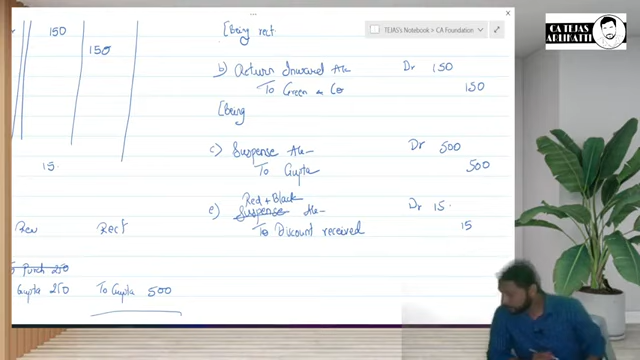 150
150
15.
Rev Rect
Purch 250
Gupta 250 To Gupta 500
[Being rect
b) Return Inward A/c Dr 150
To Green & Co 150
[Being
c) Suspense A/c Dr 500
To Gupta 500
Red + Black
e) Suspense A/c Dr 15.
To Discount received 15
TEJAS's Notebook > CA Foundation
CA TEJAS
ARLIKATTI